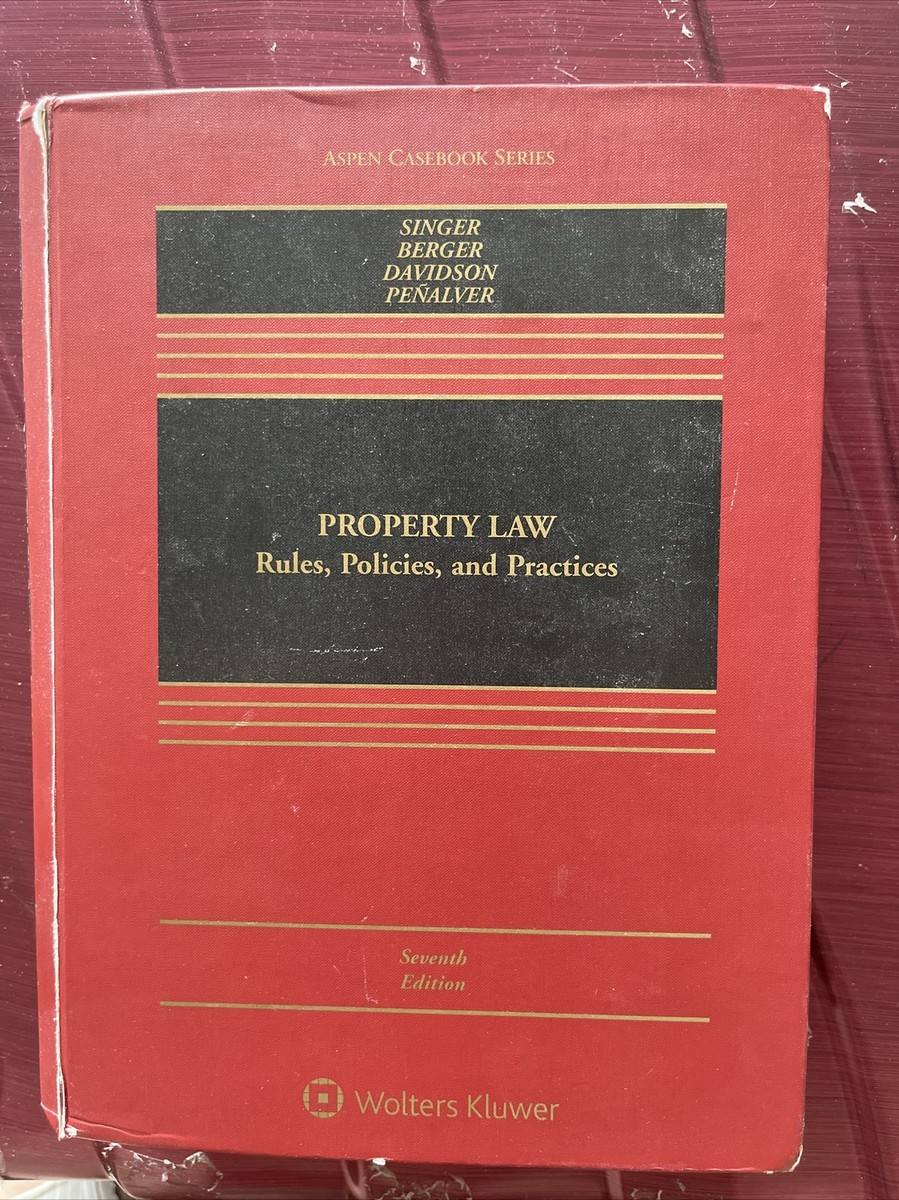 ASPEN CASEBOOK SERIES
SINGER
BERGER
DAVIDSON
PEÑALVER
PROPERTY LAW
Rules, Policies, and Practices
Seventh
Edition
Wolters Kluwer